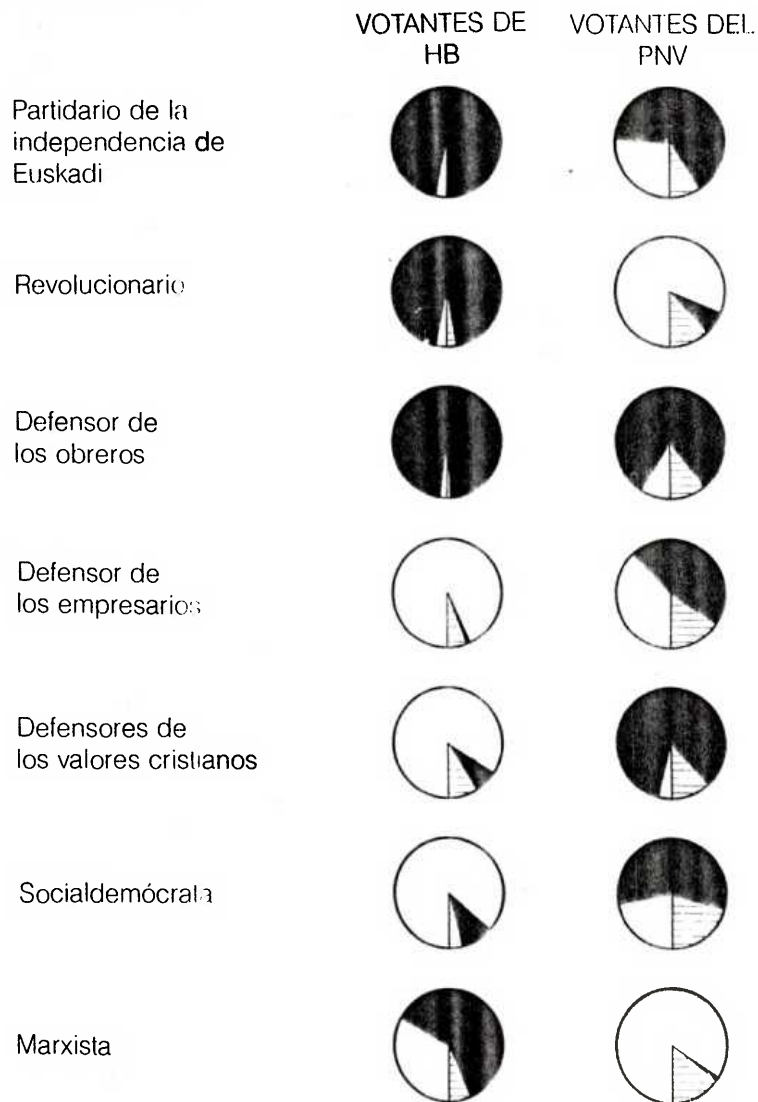 VOTANTES DE
HB
VOTANTES DEL
PNV
Partidario de la
independencia de
Euskadi
Revolucionario
Defensor de
los obreros
Defensor de
los empresarios
Defensores de
los valores cristianos
Socialdemócrata
Marxista